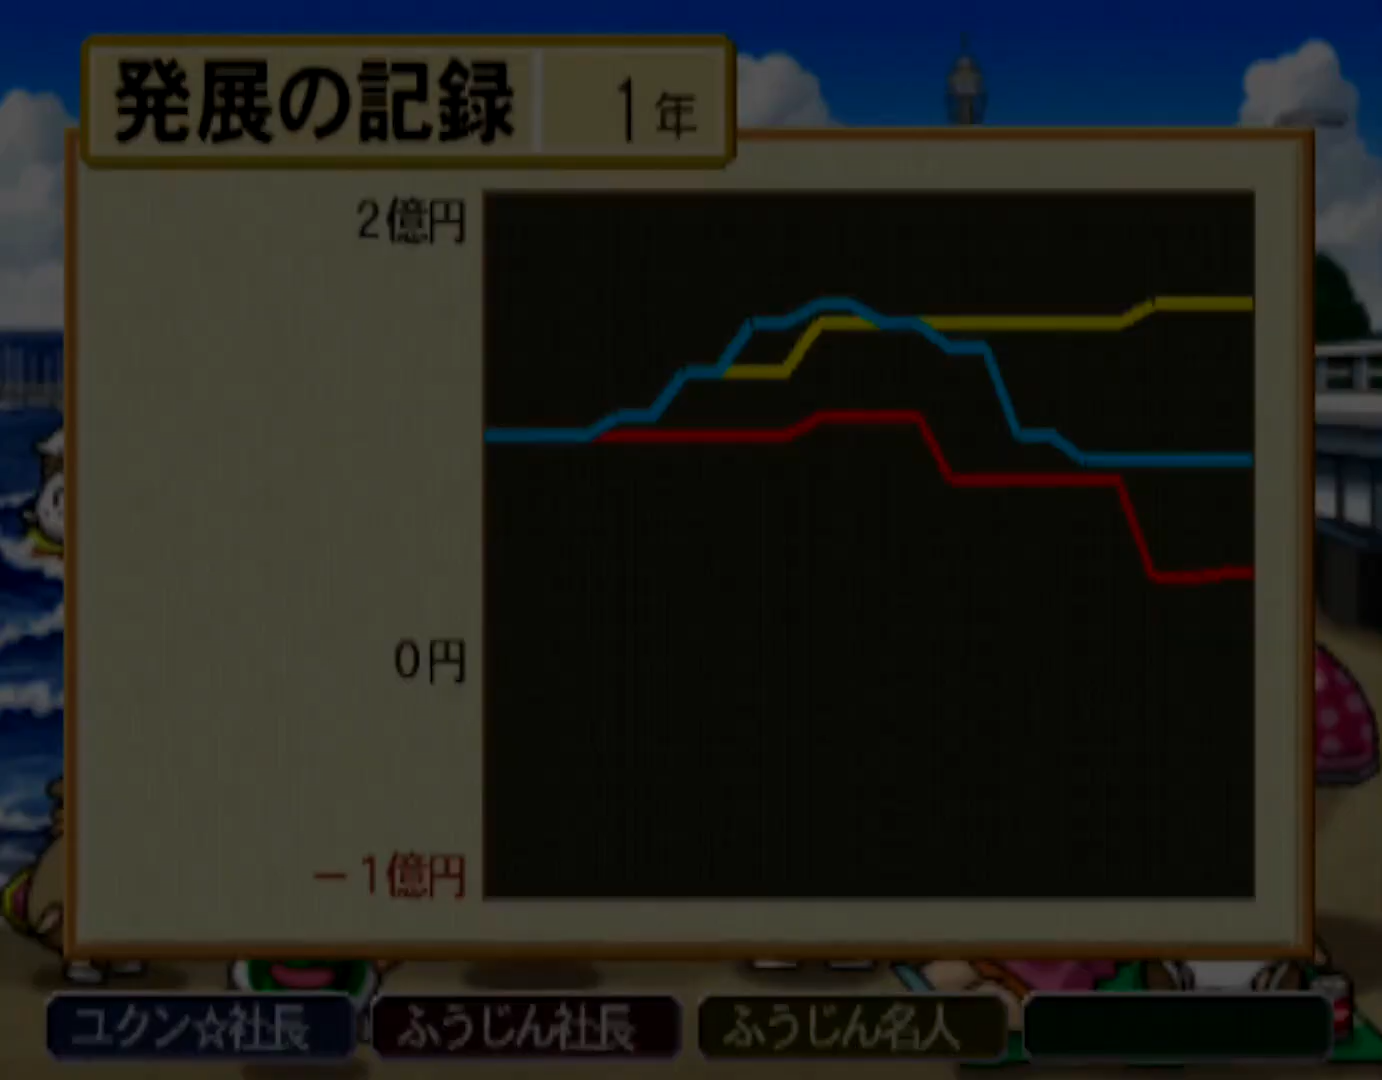 発展の記録 1年
2億円
0円
－1億円
ユクン☆社長 ふうじん社長 ふうじん名人